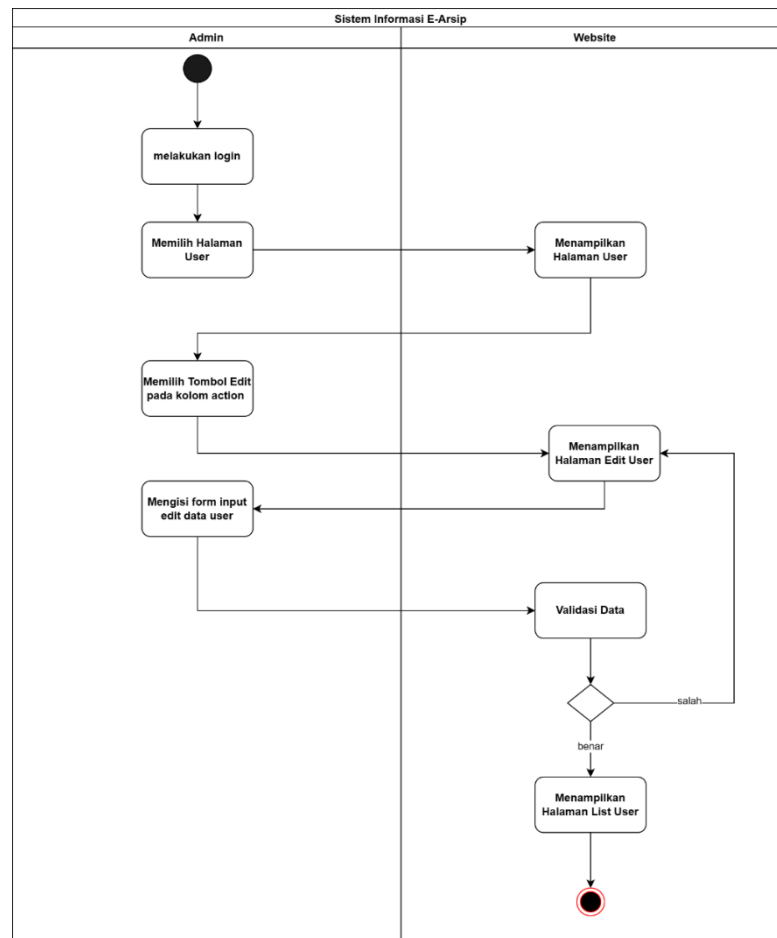 Sistem Informasi E-Arsip
Admin
Website
melakukan login
Memilih Halaman
User
Menampilkan
Halaman User
Memilih Tombol Edit
pada kolom action
Menampilkan
Halaman Edit User
Mengisi form input
edit data user
Validasi Data
salah
benar
Menampilkan
Halaman List User